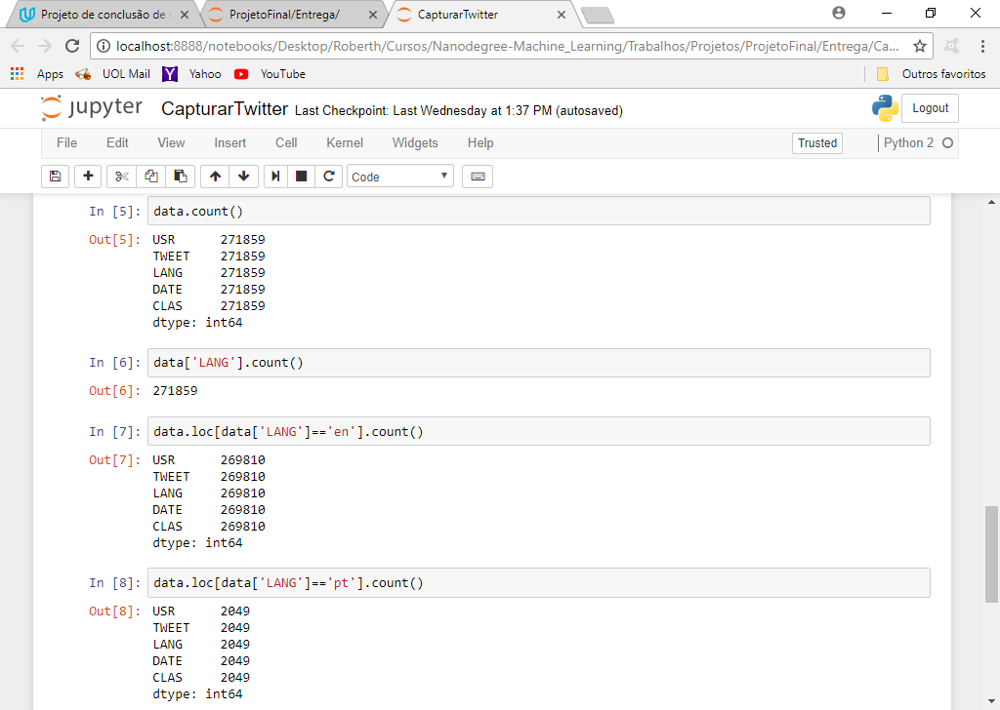 Projeto de conclusão de
ProjetoFinal/Entrega/
CapturarTwitter
localhost:8888/notebooks/Desktop/Roberth/Cursos/Nanodegree-Machine_Learning/Trabalhos/Projetos/ProjetoFinal/Entrega/Ca...
Apps UOL Mail Yahoo YouTube Outros favoritos
jupyter CapturarTwitter Last Checkpoint: Last Wednesday at 1:37 PM (autosaved) Logout
File Edit View Insert Cell Kernel Widgets Help Trusted Python 2
Code
In [5]: data.count()
Out[5]: USR 271859
TWEET 271859
LANG 271859
DATE 271859
CLAS 271859
dtype: int64
In [6]: data['LANG'].count()
Out[6]: 271859
In [7]: data.loc[data['LANG']=='en'].count()
Out[7]: USR 269810
TWEET 269810
LANG 269810
DATE 269810
CLAS 269810
dtype: int64
In [8]: data.loc[data['LANG']=='pt'].count()
Out[8]: USR 2049
TWEET 2049
LANG 2049
DATE 2049
CLAS 2049
dtype: int64